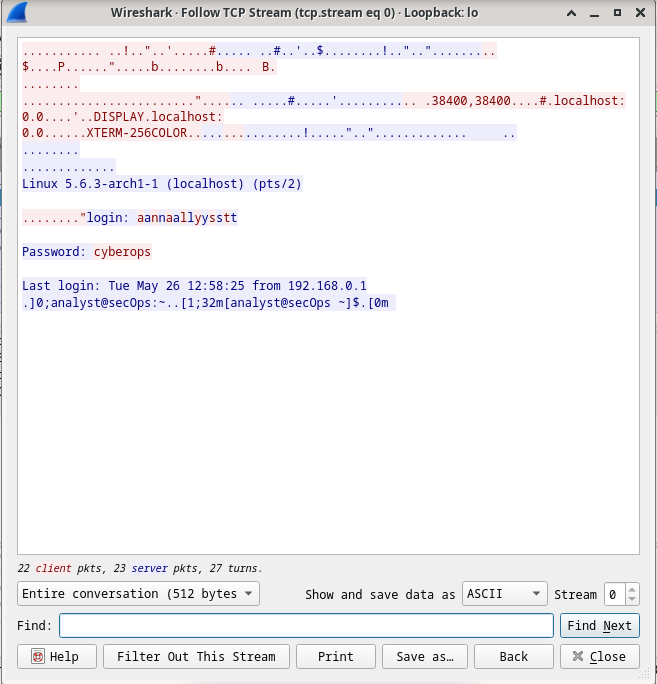 Wireshark · Follow TCP Stream (tcp.stream eq 0) · Loopback: lo
........... ..!.."..'.....#..... ..#..'..$........!..".."..........
$....P......".....b........b.... B.
........
......................."...... .....#.....'........... .38400,38400....#.localhost:
0.0....'..DISPLAY.localhost:
0.0......XTERM-256COLOR...............!.....".."............. ..
........
.............
Linux 5.6.3-arch1-1 (localhost) (pts/2)
........"login: aannaallyysstt
Password: cyberops
Last login: Tue May 26 12:58:25 from 192.168.0.1
.]0;analyst@secOps:~..[1;32m[analyst@secOps ~]$.[0m
22 client pkts, 23 server pkts, 27 turns.
Entire conversation (512 bytes Show and save data as ASCII Stream 0
Find: Find Next
Help Filter Out This Stream Print Save as… Back Close